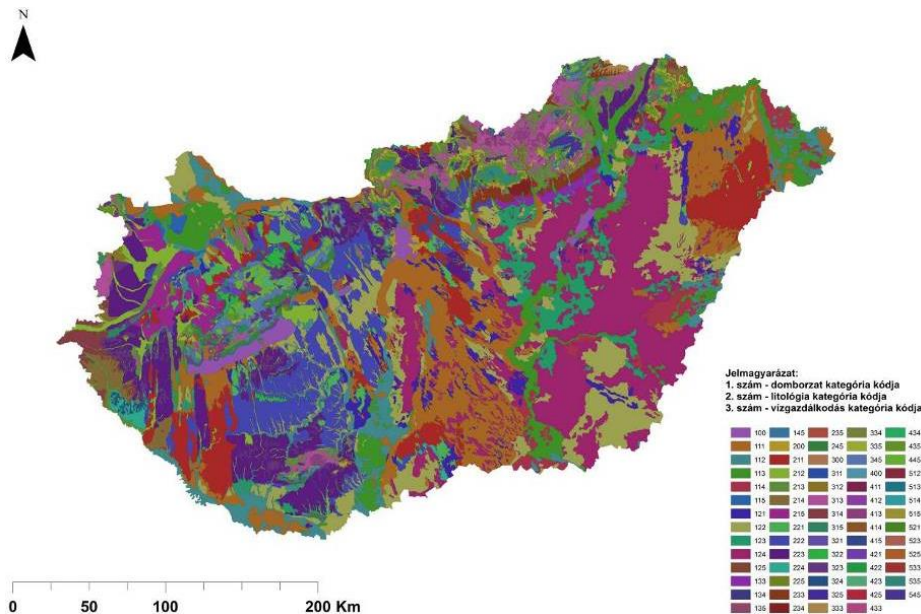 N
Jelmagyarázat:
1. szám - domborzat kategória kódja
2. szám - litológia kategória kódja
3. szám - vízgazdálkodás kategória kódja
100 145 235 334 434
111 200 245 335 435
112 211 300 345 445
113 212 311 400 512
114 213 312 411 513
115 214 313 412 514
121 215 314 413 515
122 221 315 414 521
123 222 321 415 523
124 223 322 421 525
125 224 323 422 533
133 225 324 423 535
134 234 325 425 545
135 333 433
0 50 100 200 Km